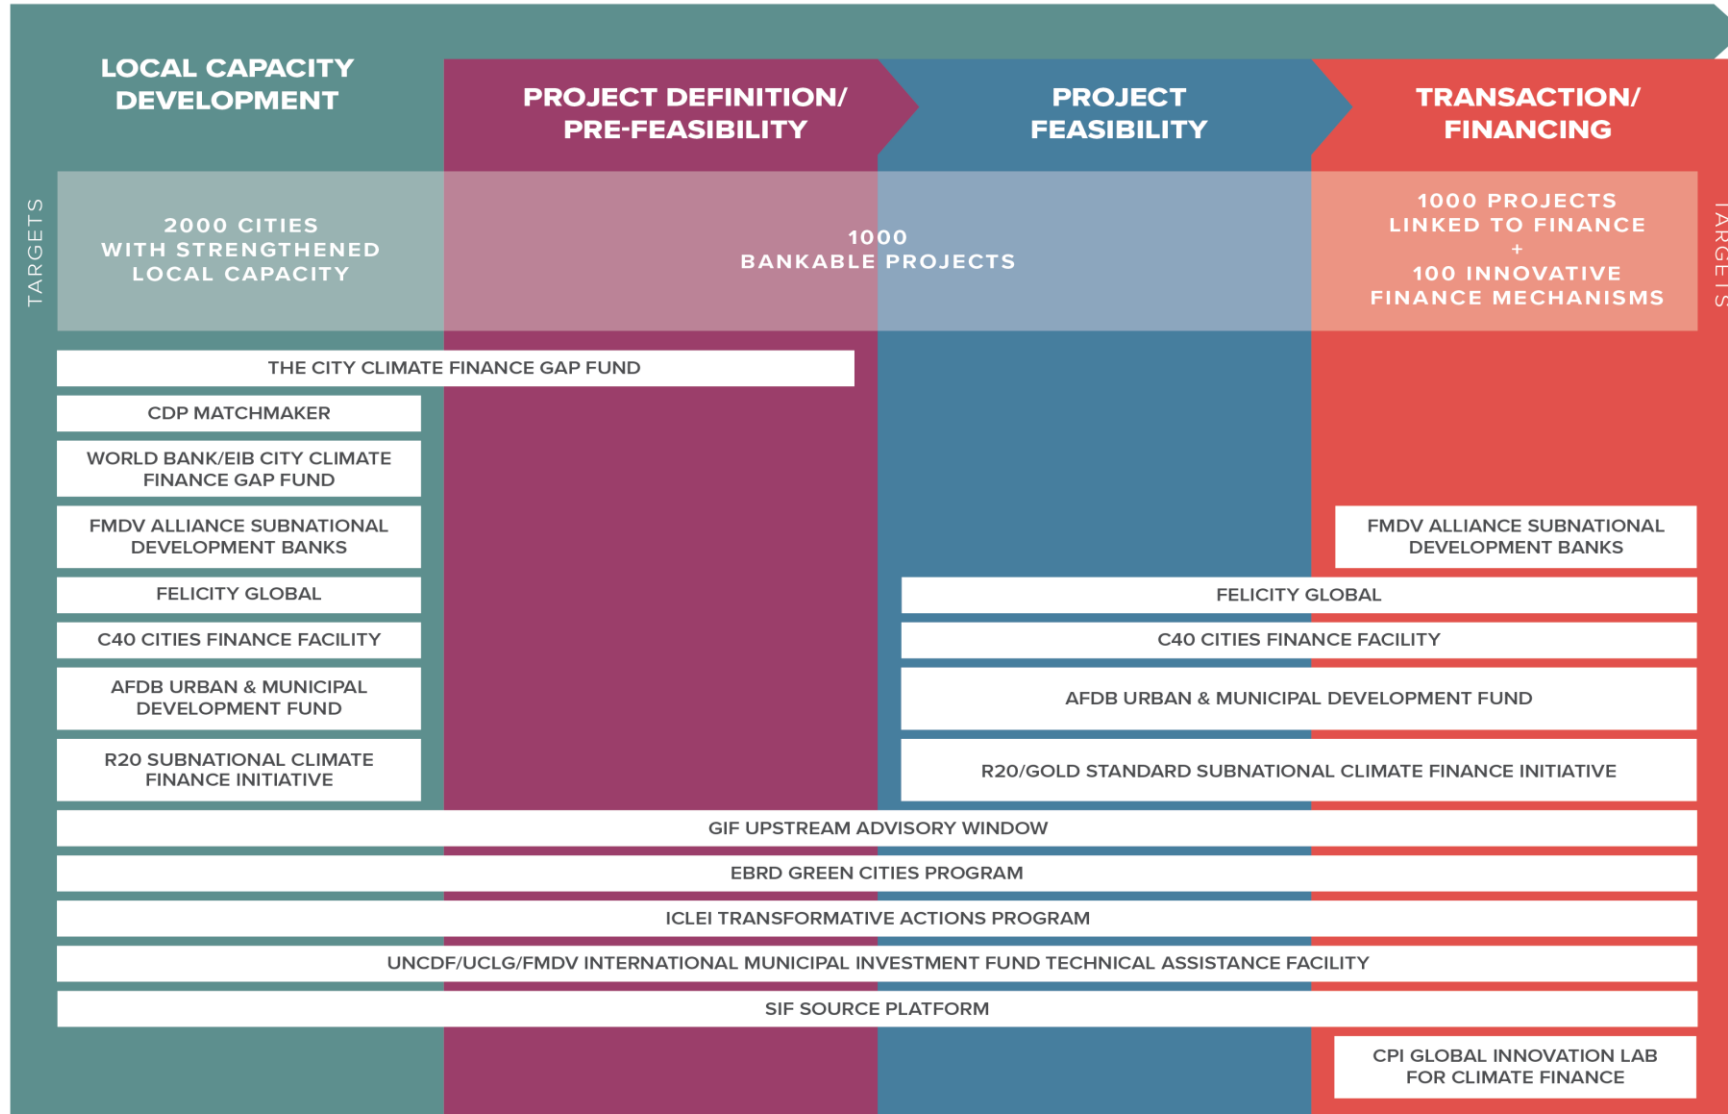 LOCAL CAPACITY
DEVELOPMENT
PROJECT DEFINITION/
PRE-FEASIBILITY
PROJECT
FEASIBILITY
TRANSACTION/
FINANCING
TARGETS
2000 CITIES
WITH STRENGTHENED
LOCAL CAPACITY
1000
BANKABLE PROJECTS
1000 PROJECTS
LINKED TO FINANCE
+
100 INNOVATIVE
FINANCE MECHANISMS
TARGETS
THE CITY CLIMATE FINANCE GAP FUND
CDP MATCHMAKER
WORLD BANK/EIB CITY CLIMATE
FINANCE GAP FUND
FMDV ALLIANCE SUBNATIONAL
DEVELOPMENT BANKS
FMDV ALLIANCE SUBNATIONAL
DEVELOPMENT BANKS
FELICITY GLOBAL
FELICITY GLOBAL
C40 CITIES FINANCE FACILITY
C40 CITIES FINANCE FACILITY
AFDB URBAN & MUNICIPAL
DEVELOPMENT FUND
AFDB URBAN & MUNICIPAL DEVELOPMENT FUND
R20 SUBNATIONAL CLIMATE
FINANCE INITIATIVE
R20/GOLD STANDARD SUBNATIONAL CLIMATE FINANCE INITIATIVE
GIF UPSTREAM ADVISORY WINDOW
EBRD GREEN CITIES PROGRAM
ICLEI TRANSFORMATIVE ACTIONS PROGRAM
UNCDF/UCLG/FMDV INTERNATIONAL MUNICIPAL INVESTMENT FUND TECHNICAL ASSISTANCE FACILITY
SIF SOURCE PLATFORM
CPI GLOBAL INNOVATION LAB
FOR CLIMATE FINANCE